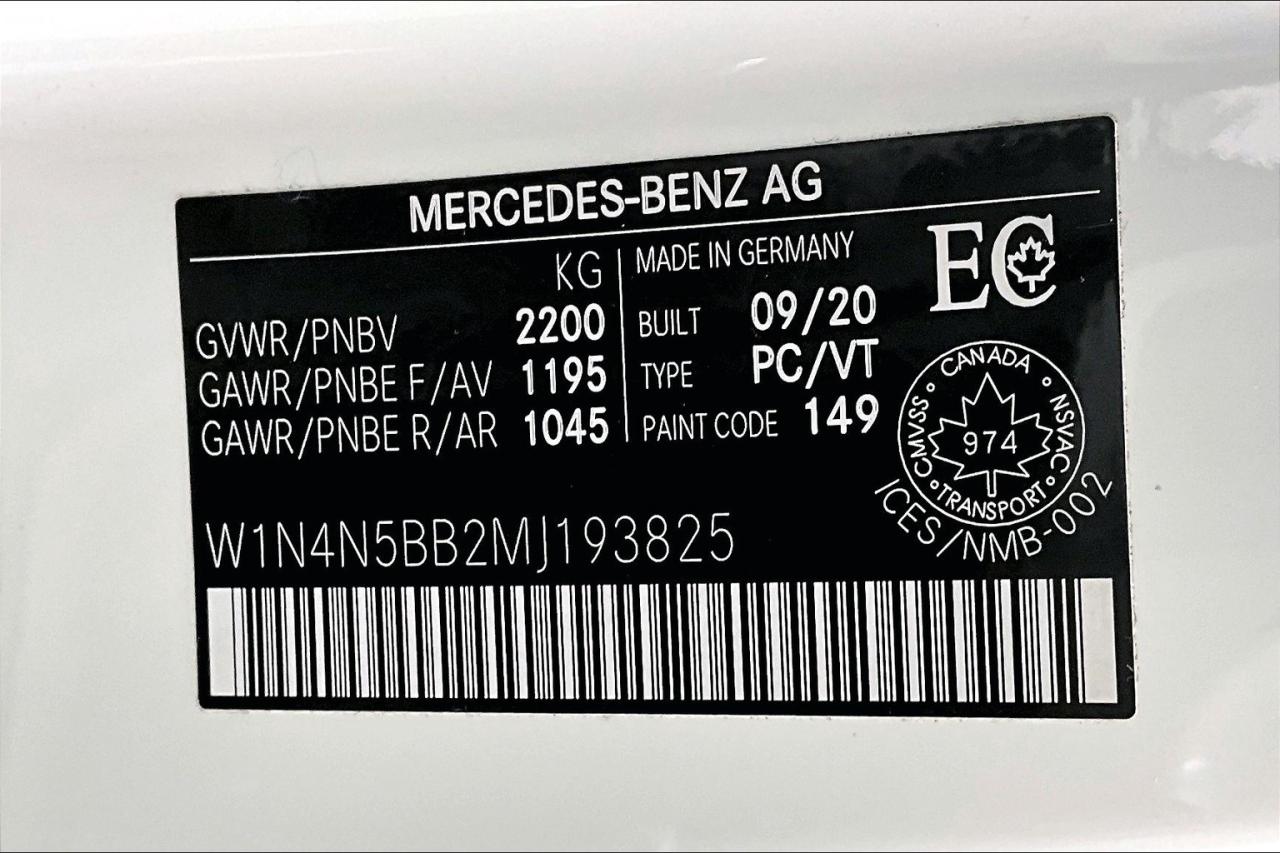 MERCEDES-BENZ AG
KG
GVWR/PNBV 2200
GAWR/PNBE F/AV 1195
GAWR/PNBE R/AR 1045
MADE IN GERMANY
BUILT 09/20
TYPE PC/VT
PAINT CODE 149
EC
CANADA
CMVSS NSVAC
974
TRANSPORT
ICES/NMB-002
W1N4N5BB2MJ193825